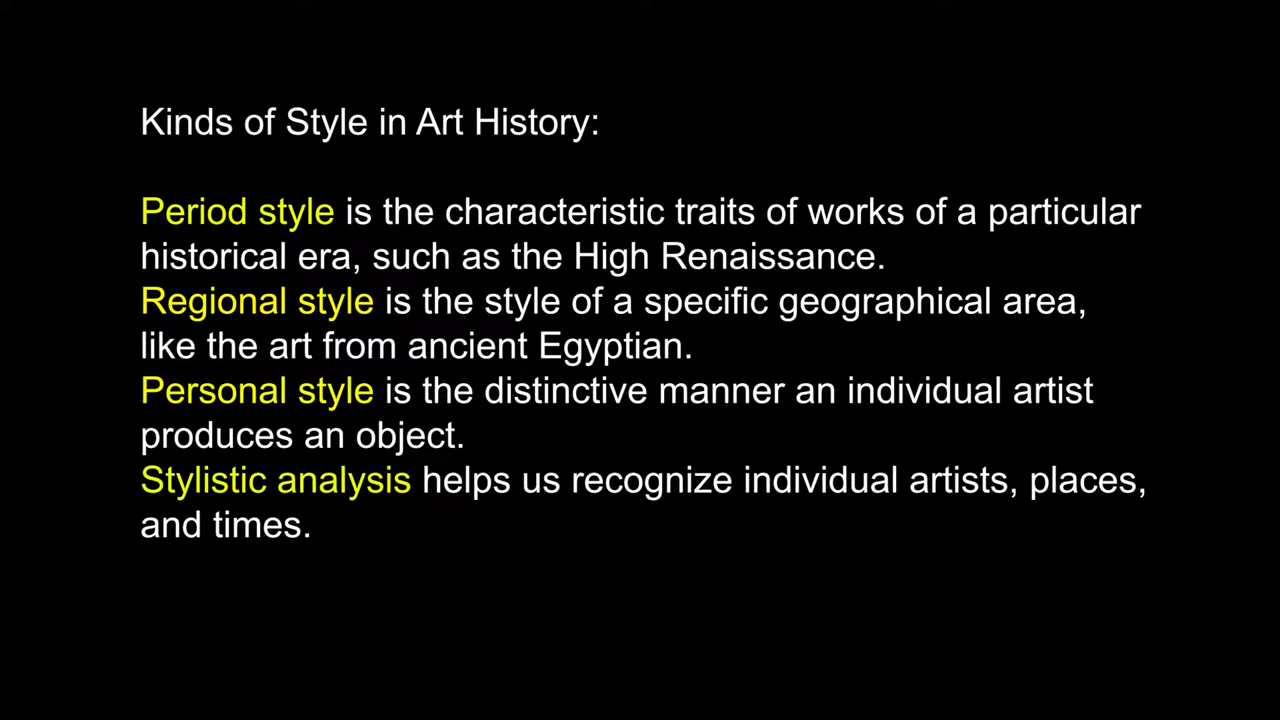 Kinds of Style in Art History:
Period style is the characteristic traits of works of a particular
historical era, such as the High Renaissance.
Regional style is the style of a specific geographical area,
like the art from ancient Egyptian.
Personal style is the distinctive manner an individual artist
produces an object.
Stylistic analysis helps us recognize individual artists, places,
and times.